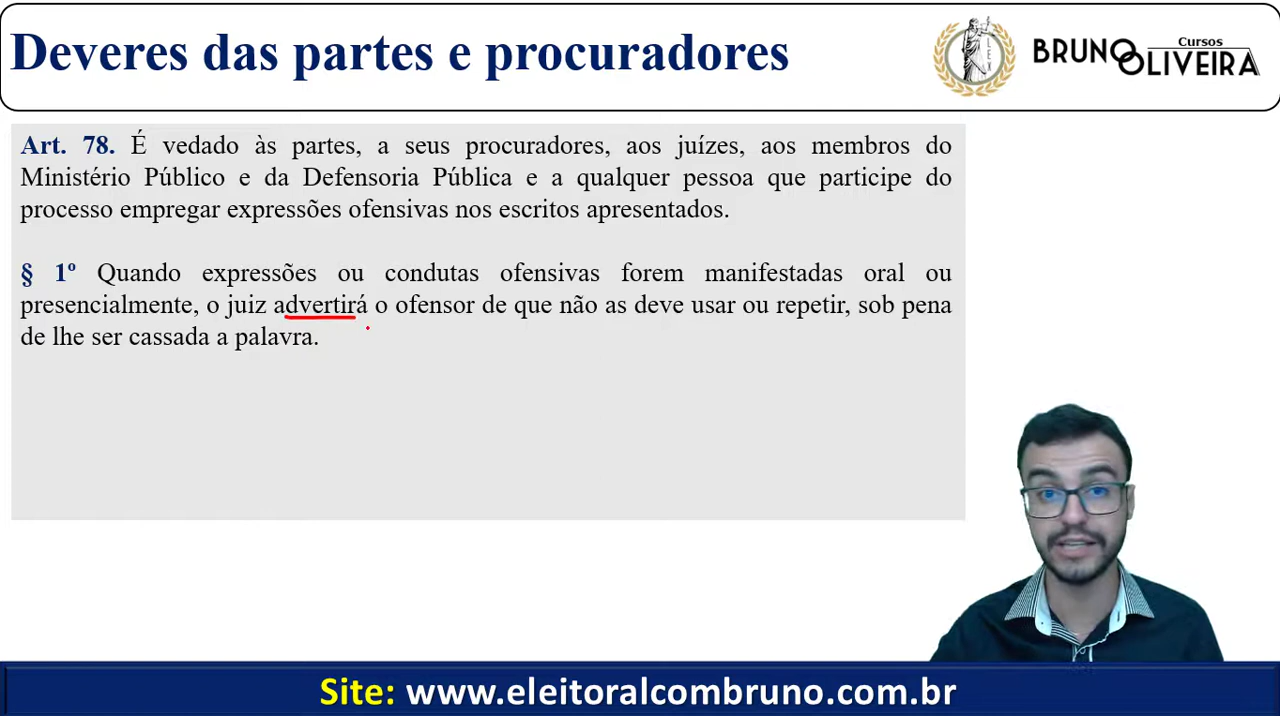 Deveres das partes e procuradores
Cursos
BRUNO
OLIVEIRA
LEX
Art. 78. É vedado às partes, a seus procuradores, aos juízes, aos membros do
Ministério Público e da Defensoria Pública e a qualquer pessoa que participe do
processo empregar expressões ofensivas nos escritos apresentados.
§ 1º Quando expressões ou condutas ofensivas forem manifestadas oral ou
presencialmente, o juiz advertirá o ofensor de que não as deve usar ou repetir, sob pena
de lhe ser cassada a palavra.
Site: www.eleitoralcombruno.com.br